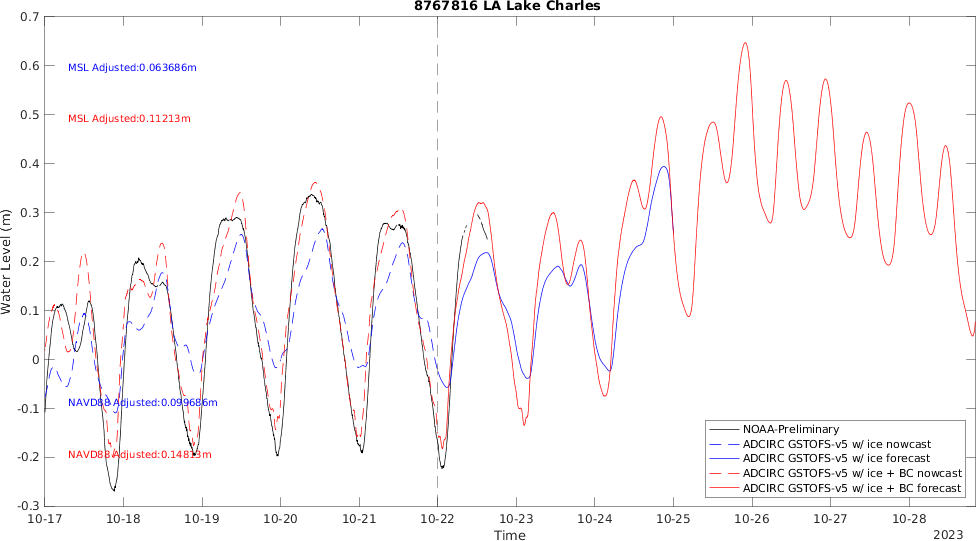 8767816 LA Lake Charles
0.7
0.6
0.5
0.4
0.3
0.2
0.1
0
-0.1
-0.2
-0.3
Water Level (m)
MSL Adjusted:0.063686m
MSL Adjusted:0.11213m
NAVD88 Adjusted:0.099686m
NAVD88 Adjusted:0.14813m
NOAA-Preliminary
ADCIRC GSTOFS-v5 w/ ice nowcast
ADCIRC GSTOFS-v5 w/ ice forecast
ADCIRC GSTOFS-v5 w/ ice + BC nowcast
ADCIRC GSTOFS-v5 w/ ice + BC forecast
10-17 10-18 10-19 10-20 10-21 10-22 10-23 10-24 10-25 10-26 10-27 10-28
Time
2023